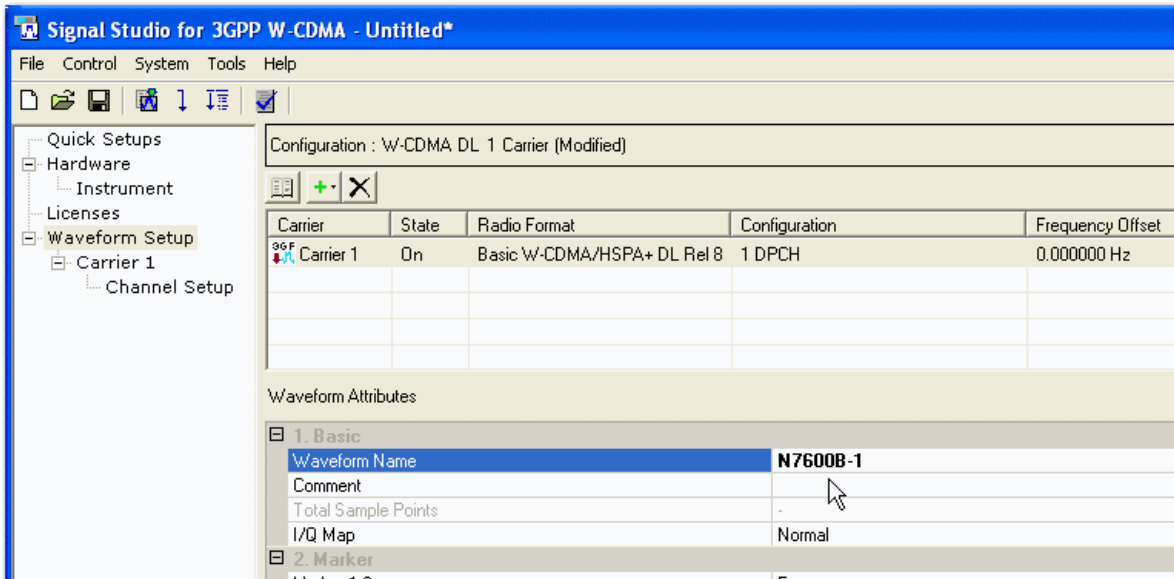 Signal Studio for 3GPP W-CDMA - Untitled*
File Control System Tools Help
Quick Setups
Hardware
Instrument
Licenses
Waveform Setup
Carrier 1
Channel Setup
Configuration : W-CDMA DL 1 Carrier (Modified)
Carrier State Radio Format Configuration Frequency Offset
Carrier 1 On Basic W-CDMA/HSPA+ DL Rel 8 1 DPCH 0.000000 Hz
Waveform Attributes
1. Basic
Waveform Name N7600B-1
Comment
Total Sample Points -
I/Q Map Normal
2. Marker